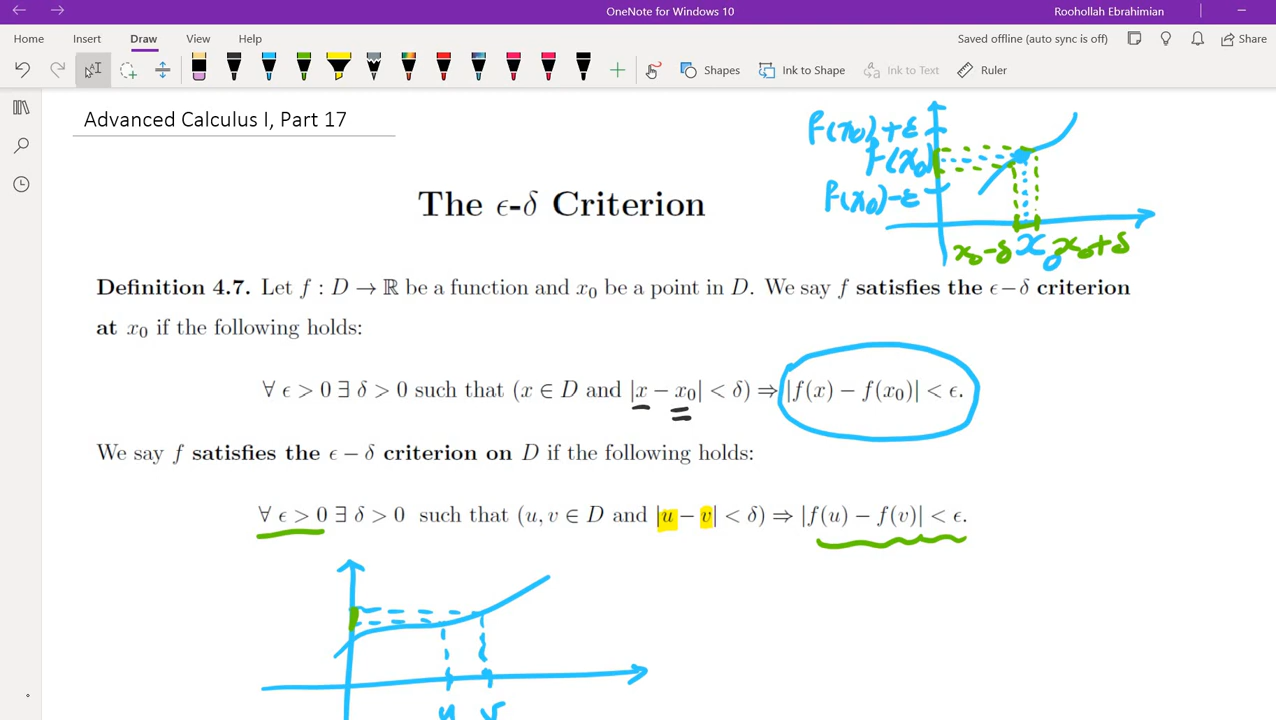 OneNote for Windows 10
Roohollah Ebrahimian
Home Insert Draw View Help
Saved offline (auto sync is off)
Share
Shapes Ink to Shape Ink to Text Ruler
Advanced Calculus I, Part 17
f(x₀)+ε
f(x₀)
f(x₀)-ε
x₀-δ x₀ x₀+δ
The ϵ-δ Criterion
Definition 4.7. Let f : D → ℝ be a function and x₀ be a point in D. We say f satisfies the ϵ−δ criterion
at x₀ if the following holds:
∀ ϵ > 0 ∃ δ > 0 such that (x ∈ D and |x − x₀| < δ) ⇒ |f(x) − f(x₀)| < ϵ.
We say f satisfies the ϵ − δ criterion on D if the following holds:
∀ ϵ > 0 ∃ δ > 0 such that (u, v ∈ D and |u − v| < δ) ⇒ |f(u) − f(v)| < ϵ.
u v